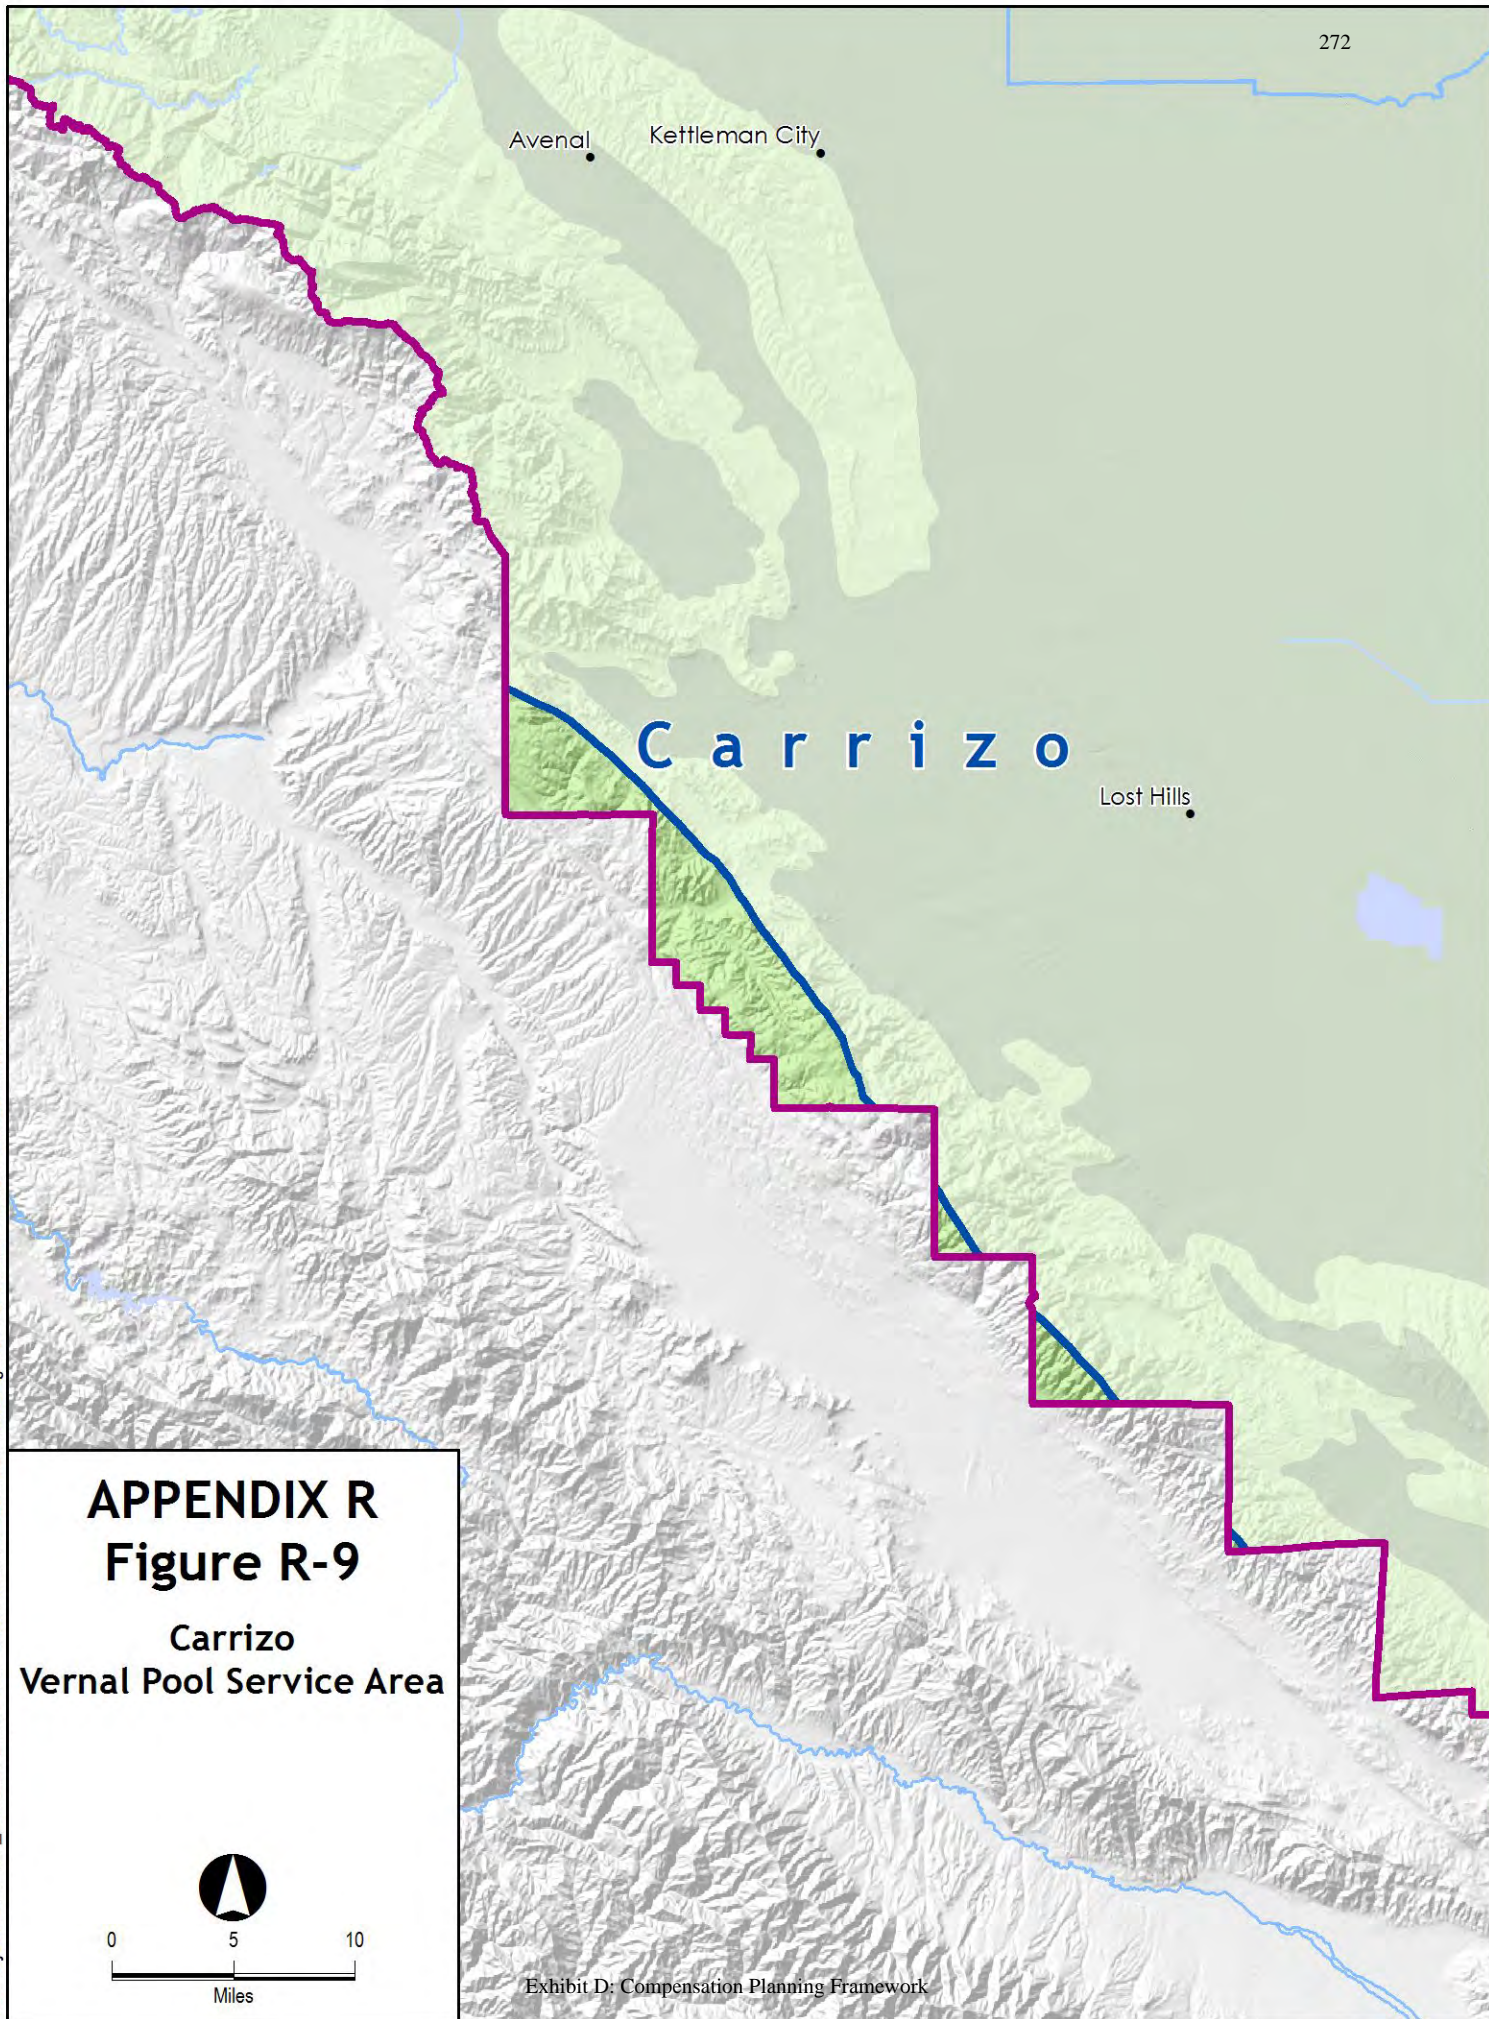 272
Avenal
Kettleman City
Carrizo
Lost Hills
APPENDIX R
Figure R-9
Carrizo
Vernal Pool Service Area
0 5 10
Miles
Exhibit D: Compensation Planning Framework